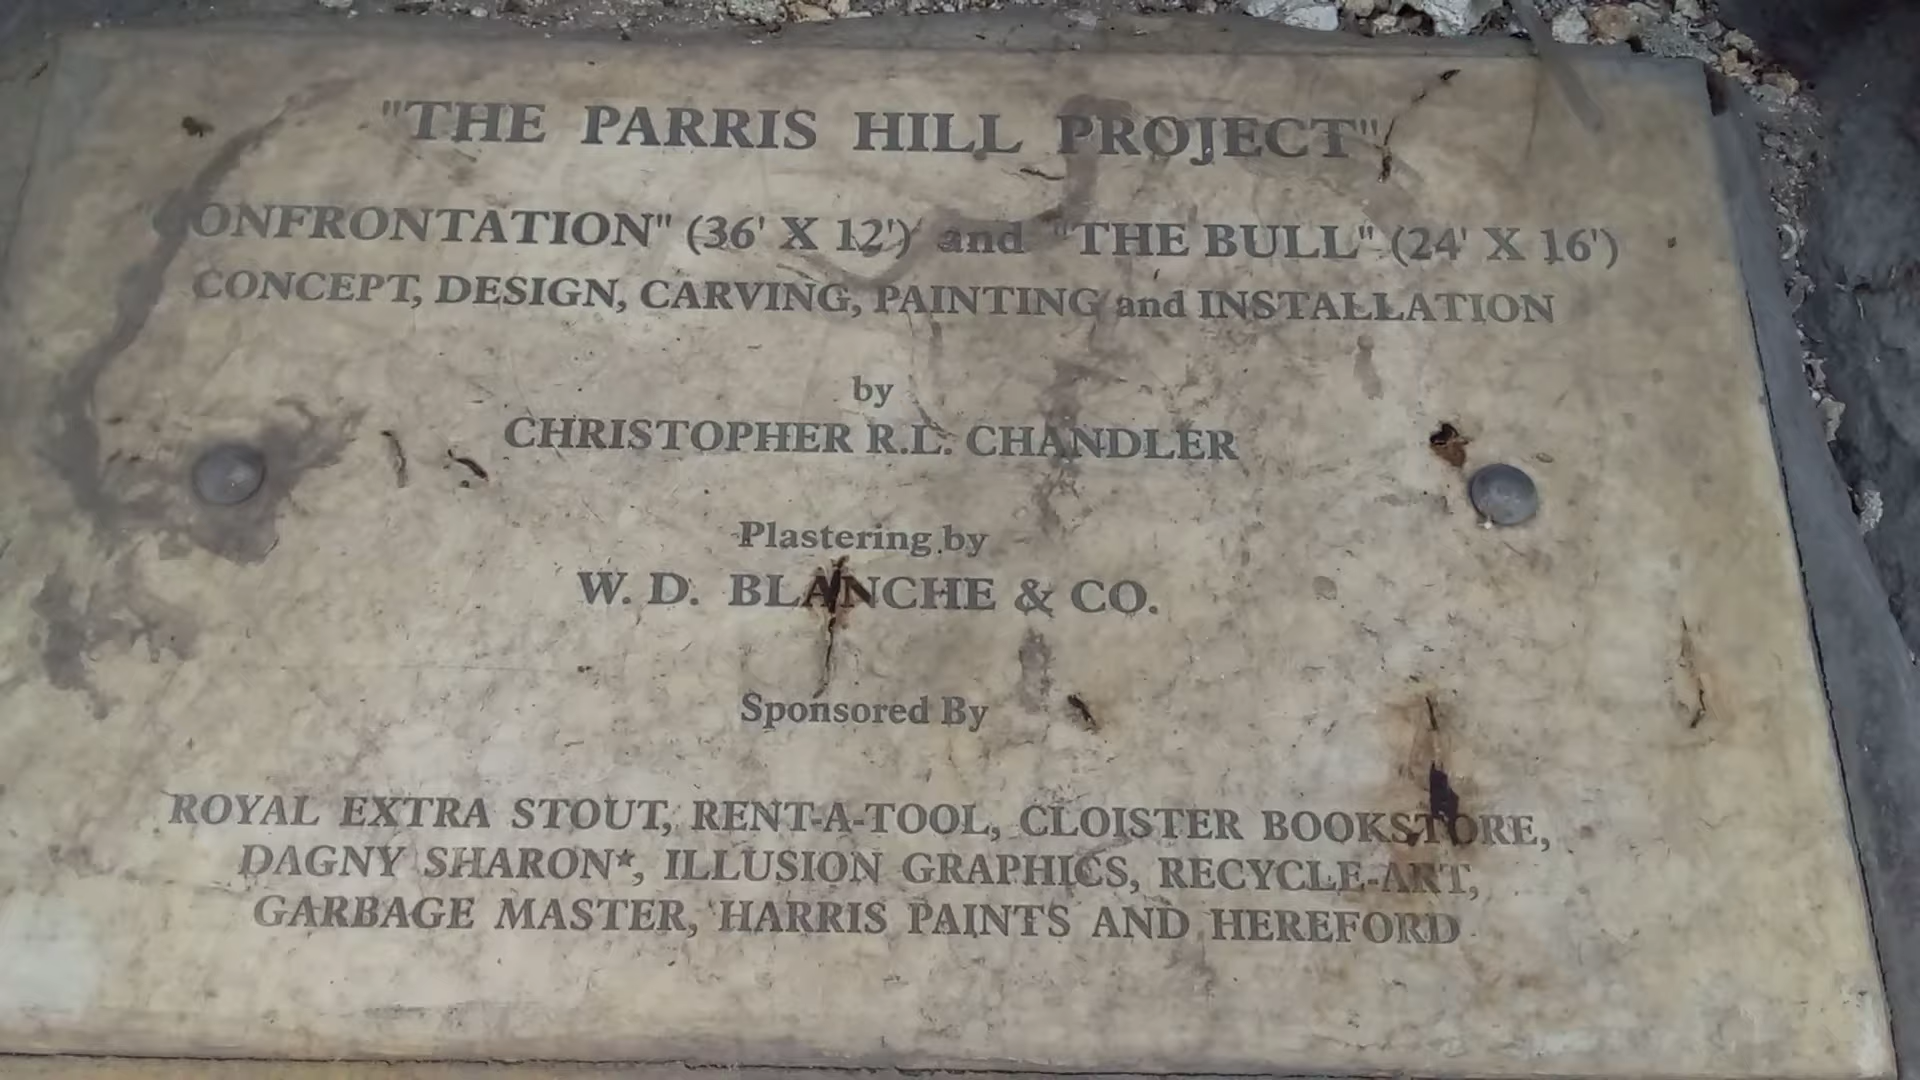 "THE PARRIS HILL PROJECT"
"CONFRONTATION" (36' X 12') and "THE BULL" (24' X 16')
CONCEPT, DESIGN, CARVING, PAINTING and INSTALLATION
by
CHRISTOPHER R.L. CHANDLER
Plastering by
W. D. BLANCHE & CO.
Sponsored By
ROYAL EXTRA STOUT, RENT-A-TOOL, CLOISTER BOOKSTORE,
DAGNY SHARON*, ILLUSION GRAPHICS, RECYCLE-ART,
GARBAGE MASTER, HARRIS PAINTS AND HEREFORD